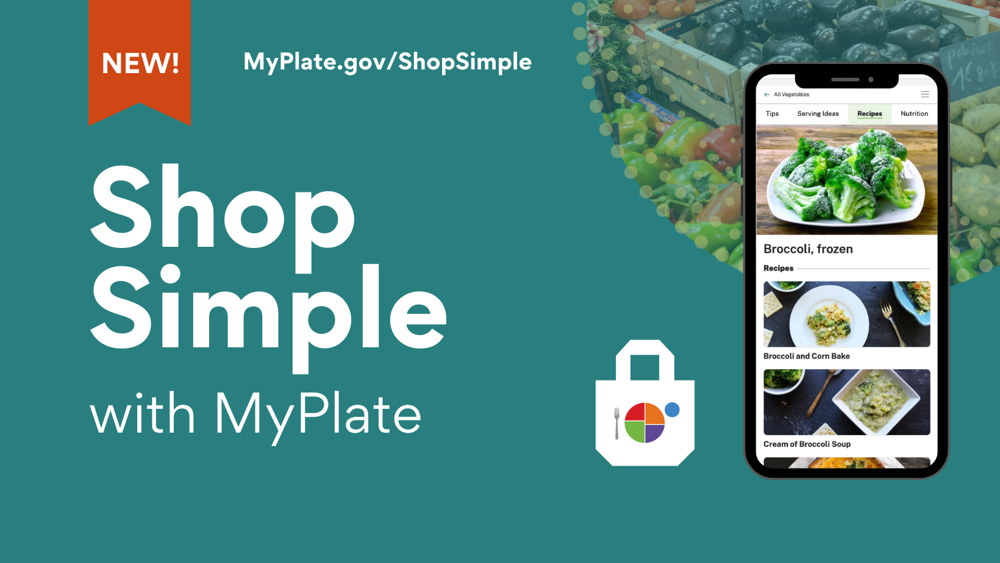 NEW!
MyPlate.gov/ShopSimple
Shop
Simple
with MyPlate
All Vegetables
Tips Serving Ideas Recipes Nutrition
Broccoli, frozen
Recipes
Broccoli and Corn Bake
Cream of Broccoli Soup